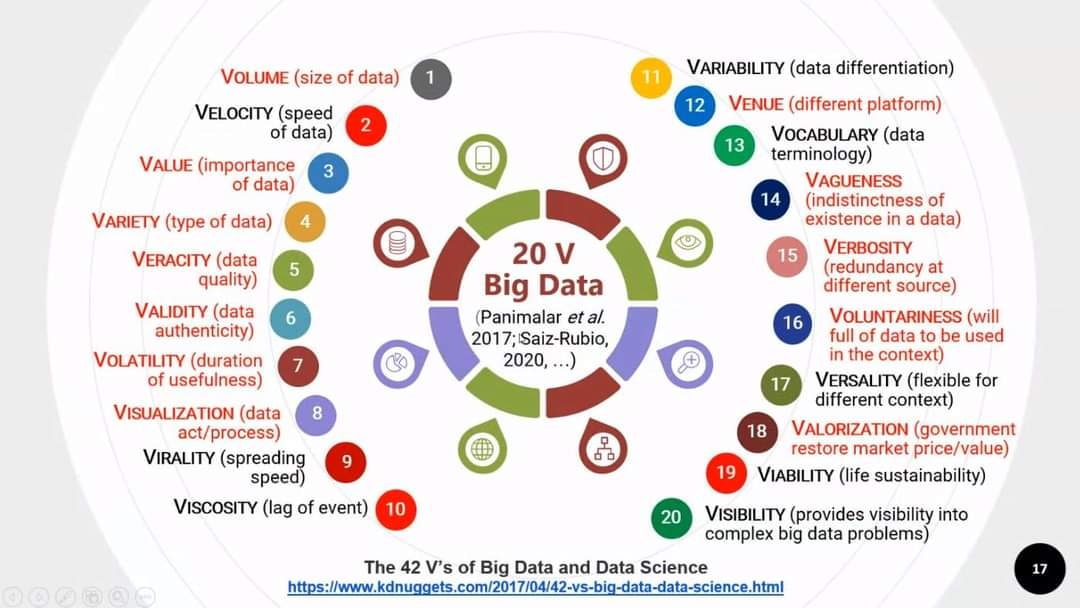 VOLUME (size of data)
1
VELOCITY (speed
of data)
2
VALUE (importance
of data)
3
VARIETY (type of data)
4
VERACITY (data
quality)
5
VALIDITY (data
authenticity)
6
VOLATILITY (duration
of usefulness)
7
VISUALIZATION (data
act/process)
8
VIRALITY (spreading
speed)
9
VISCOSITY (lag of event)
10
20 V
Big Data
(Panimalar et al.
2017; Saiz-Rubio,
2020, ...)
11
VARIABILITY (data differentiation)
12
VENUE (different platform)
13
VOCABULARY (data
terminology)
14
VAGUENESS
(indistinctness of
existence in a data)
15
VERBOSITY
(redundancy at
different source)
16
VOLUNTARINESS (will
full of data to be used
in the context)
17
VERSALITY (flexible for
different context)
18
VALORIZATION (government
restore market price/value)
19
VIABILITY (life sustainability)
20
VISIBILITY (provides visibility into
complex big data problems)
The 42 V's of Big Data and Data Science
https://www.kdnuggets.com/2017/04/42-vs-big-data-data-science.html
17